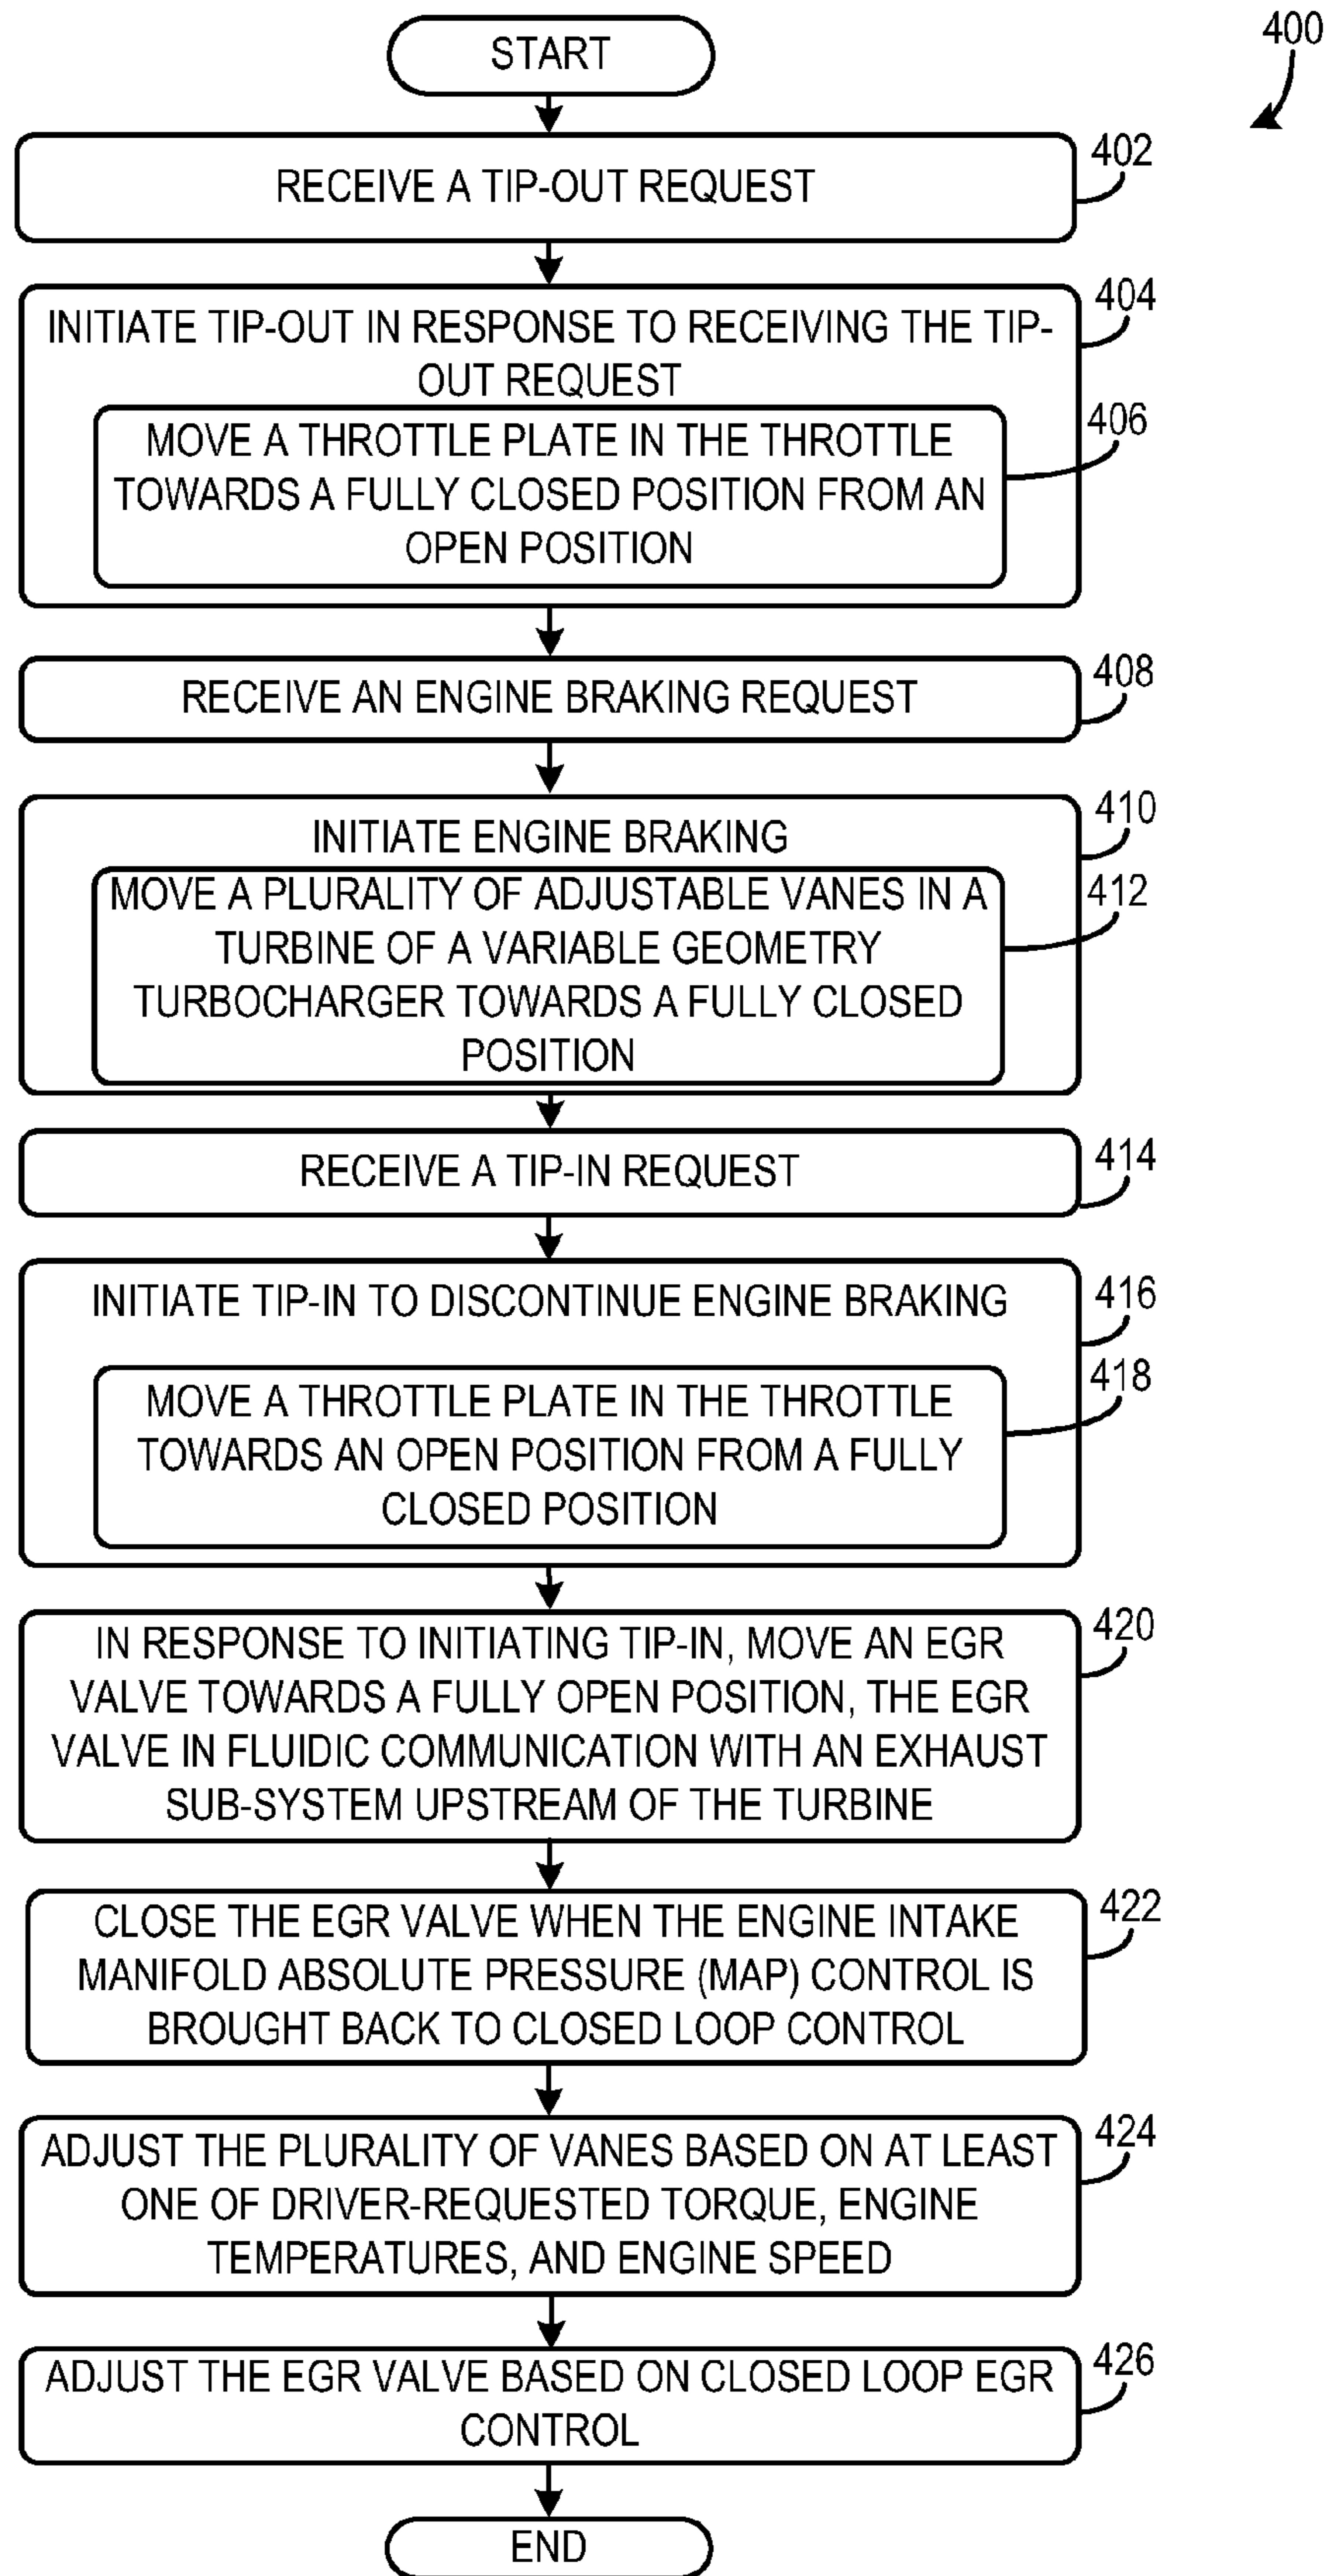 400
START
402
RECEIVE A TIP-OUT REQUEST
404
INITIATE TIP-OUT IN RESPONSE TO RECEIVING THE TIP-
OUT REQUEST
406
MOVE A THROTTLE PLATE IN THE THROTTLE
TOWARDS A FULLY CLOSED POSITION FROM AN
OPEN POSITION
408
RECEIVE AN ENGINE BRAKING REQUEST
410
INITIATE ENGINE BRAKING
412
MOVE A PLURALITY OF ADJUSTABLE VANES IN A
TURBINE OF A VARIABLE GEOMETRY
TURBOCHARGER TOWARDS A FULLY CLOSED
POSITION
414
RECEIVE A TIP-IN REQUEST
416
INITIATE TIP-IN TO DISCONTINUE ENGINE BRAKING
418
MOVE A THROTTLE PLATE IN THE THROTTLE
TOWARDS AN OPEN POSITION FROM A FULLY
CLOSED POSITION
420
IN RESPONSE TO INITIATING TIP-IN, MOVE AN EGR
VALVE TOWARDS A FULLY OPEN POSITION, THE EGR
VALVE IN FLUIDIC COMMUNICATION WITH AN EXHAUST
SUB-SYSTEM UPSTREAM OF THE TURBINE
422
CLOSE THE EGR VALVE WHEN THE ENGINE INTAKE
MANIFOLD ABSOLUTE PRESSURE (MAP) CONTROL IS
BROUGHT BACK TO CLOSED LOOP CONTROL
424
ADJUST THE PLURALITY OF VANES BASED ON AT LEAST
ONE OF DRIVER-REQUESTED TORQUE, ENGINE
TEMPERATURES, AND ENGINE SPEED
426
ADJUST THE EGR VALVE BASED ON CLOSED LOOP EGR
CONTROL
END